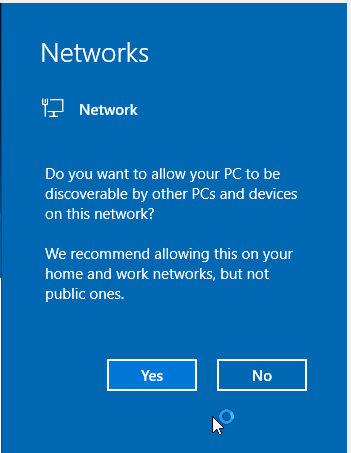 Networks
Network
Do you want to allow your PC to be
discoverable by other PCs and devices
on this network?
We recommend allowing this on your
home and work networks, but not
public ones.
Yes
No